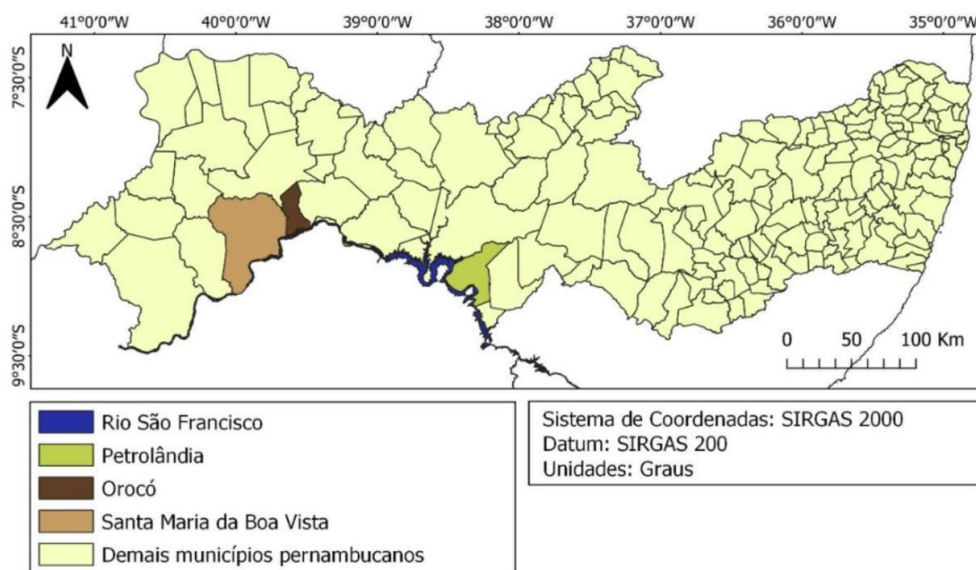 41°0'0"W 40°0'0"W 39°0'0"W 38°0'0"W 37°0'0"W 36°0'0"W 35°0'0"W
N
7°30'0"S
8°30'0"S
9°30'0"S
0 50 100 Km
Rio São Francisco
Petrolândia
Orocó
Santa Maria da Boa Vista
Demais municípios pernambucanos
Sistema de Coordenadas: SIRGAS 2000
Datum: SIRGAS 200
Unidades: Graus